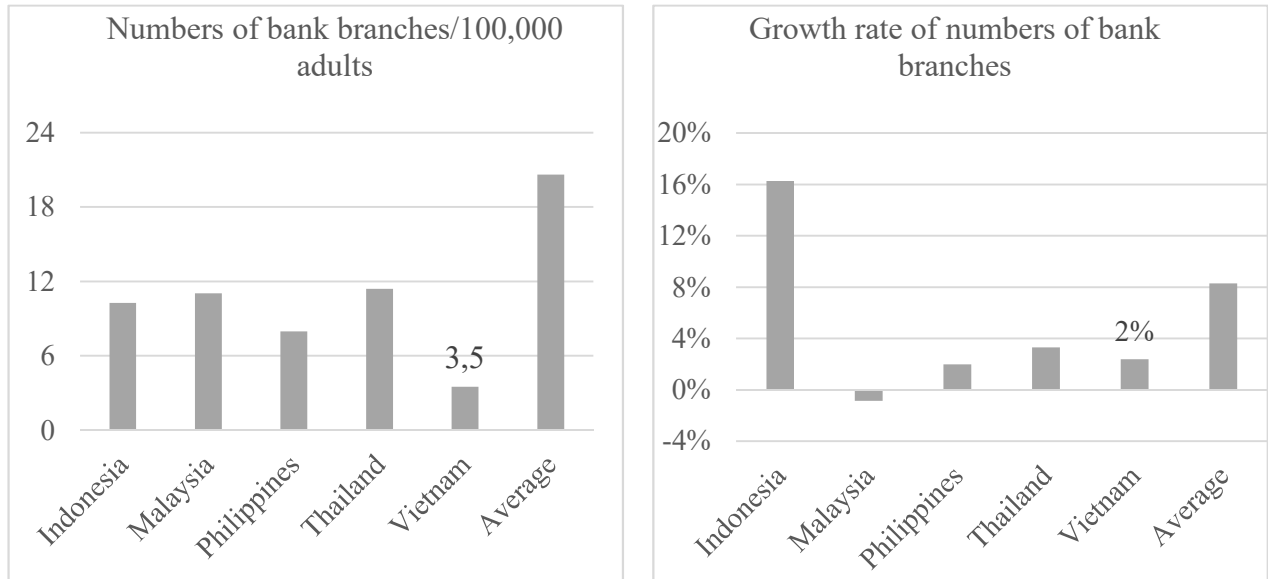 Numbers of bank branches/100,000
adults
24
18
12
6
0
3,5
Indonesia
Malaysia
Philippines
Thailand
Vietnam
Average
Growth rate of numbers of bank
branches
20%
16%
12%
8%
4%
0%
-4%
2%
Indonesia
Malaysia
Philippines
Thailand
Vietnam
Average